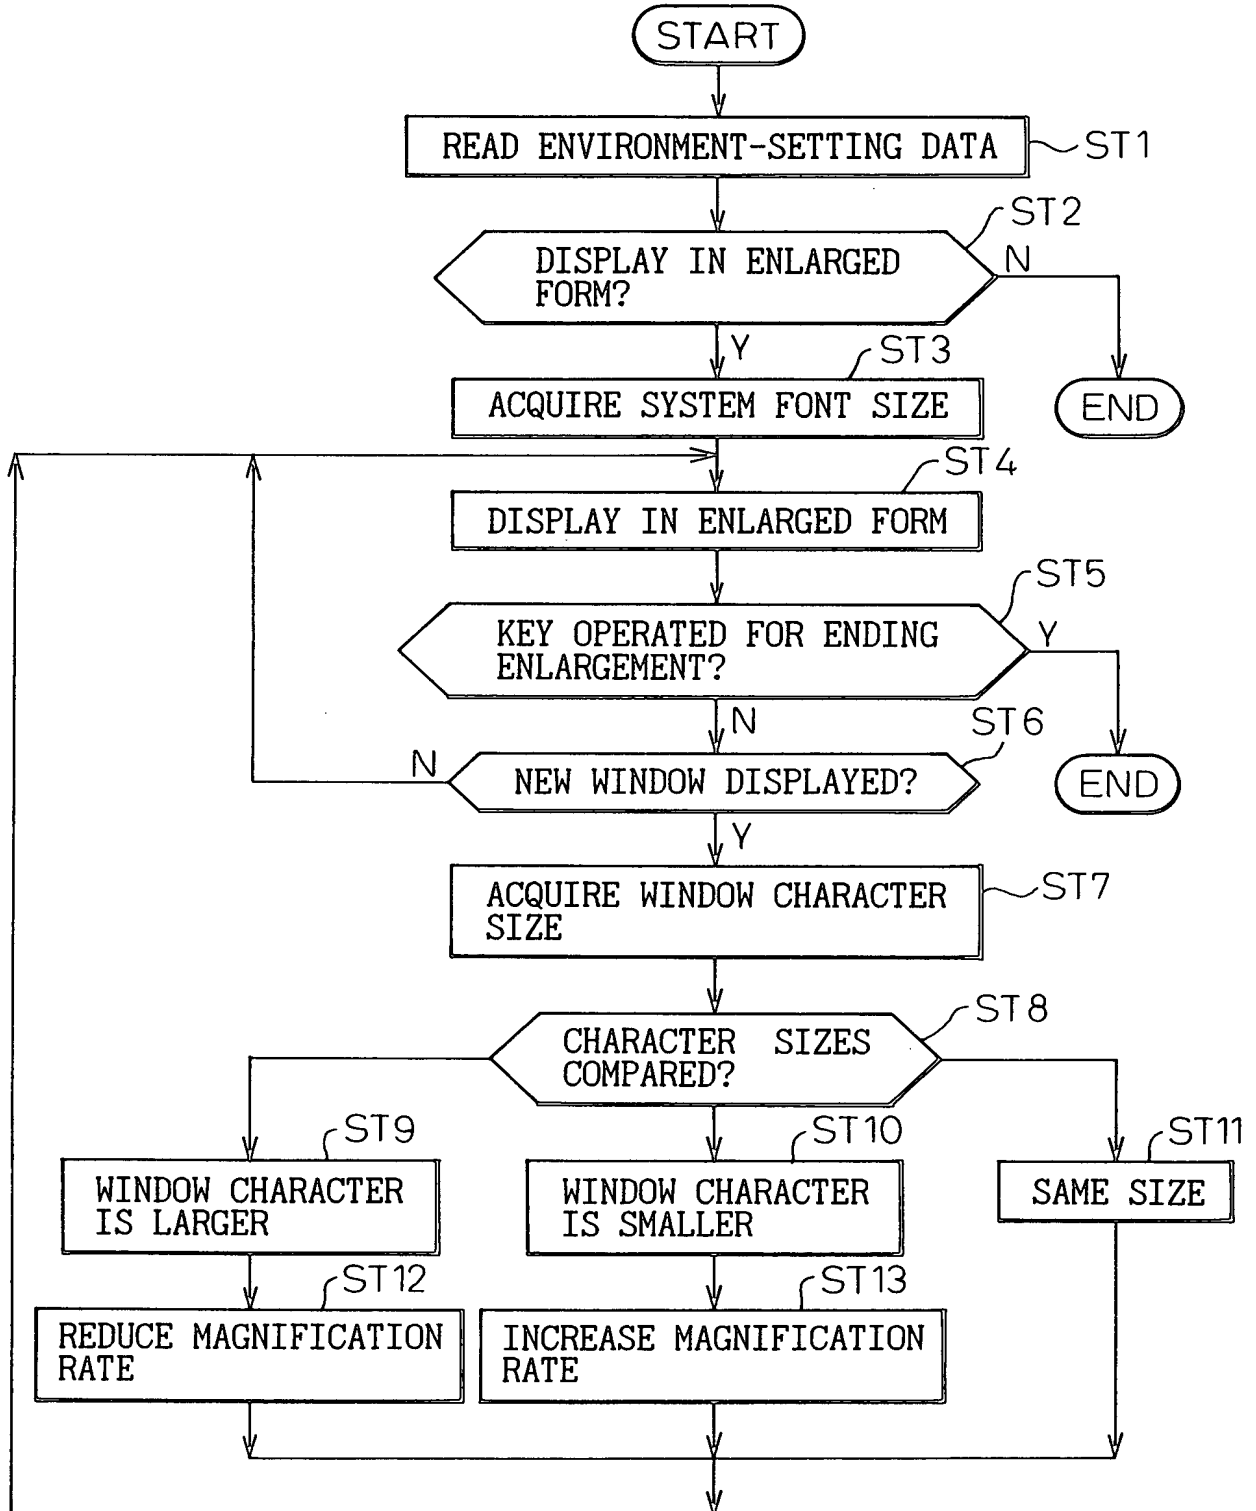 START
READ ENVIRONMENT-SETTING DATA
ST1
ST2
DISPLAY IN ENLARGED
FORM?
N
Y
ST3
ACQUIRE SYSTEM FONT SIZE
END
ST4
DISPLAY IN ENLARGED FORM
ST5
KEY OPERATED FOR ENDING
ENLARGEMENT?
Y
N
ST6
N
NEW WINDOW DISPLAYED?
END
Y
ST7
ACQUIRE WINDOW CHARACTER
SIZE
ST8
CHARACTER SIZES
COMPARED?
ST9
ST10
ST11
WINDOW CHARACTER
IS LARGER
WINDOW CHARACTER
IS SMALLER
SAME SIZE
ST12
ST13
REDUCE MAGNIFICATION
RATE
INCREASE MAGNIFICATION
RATE